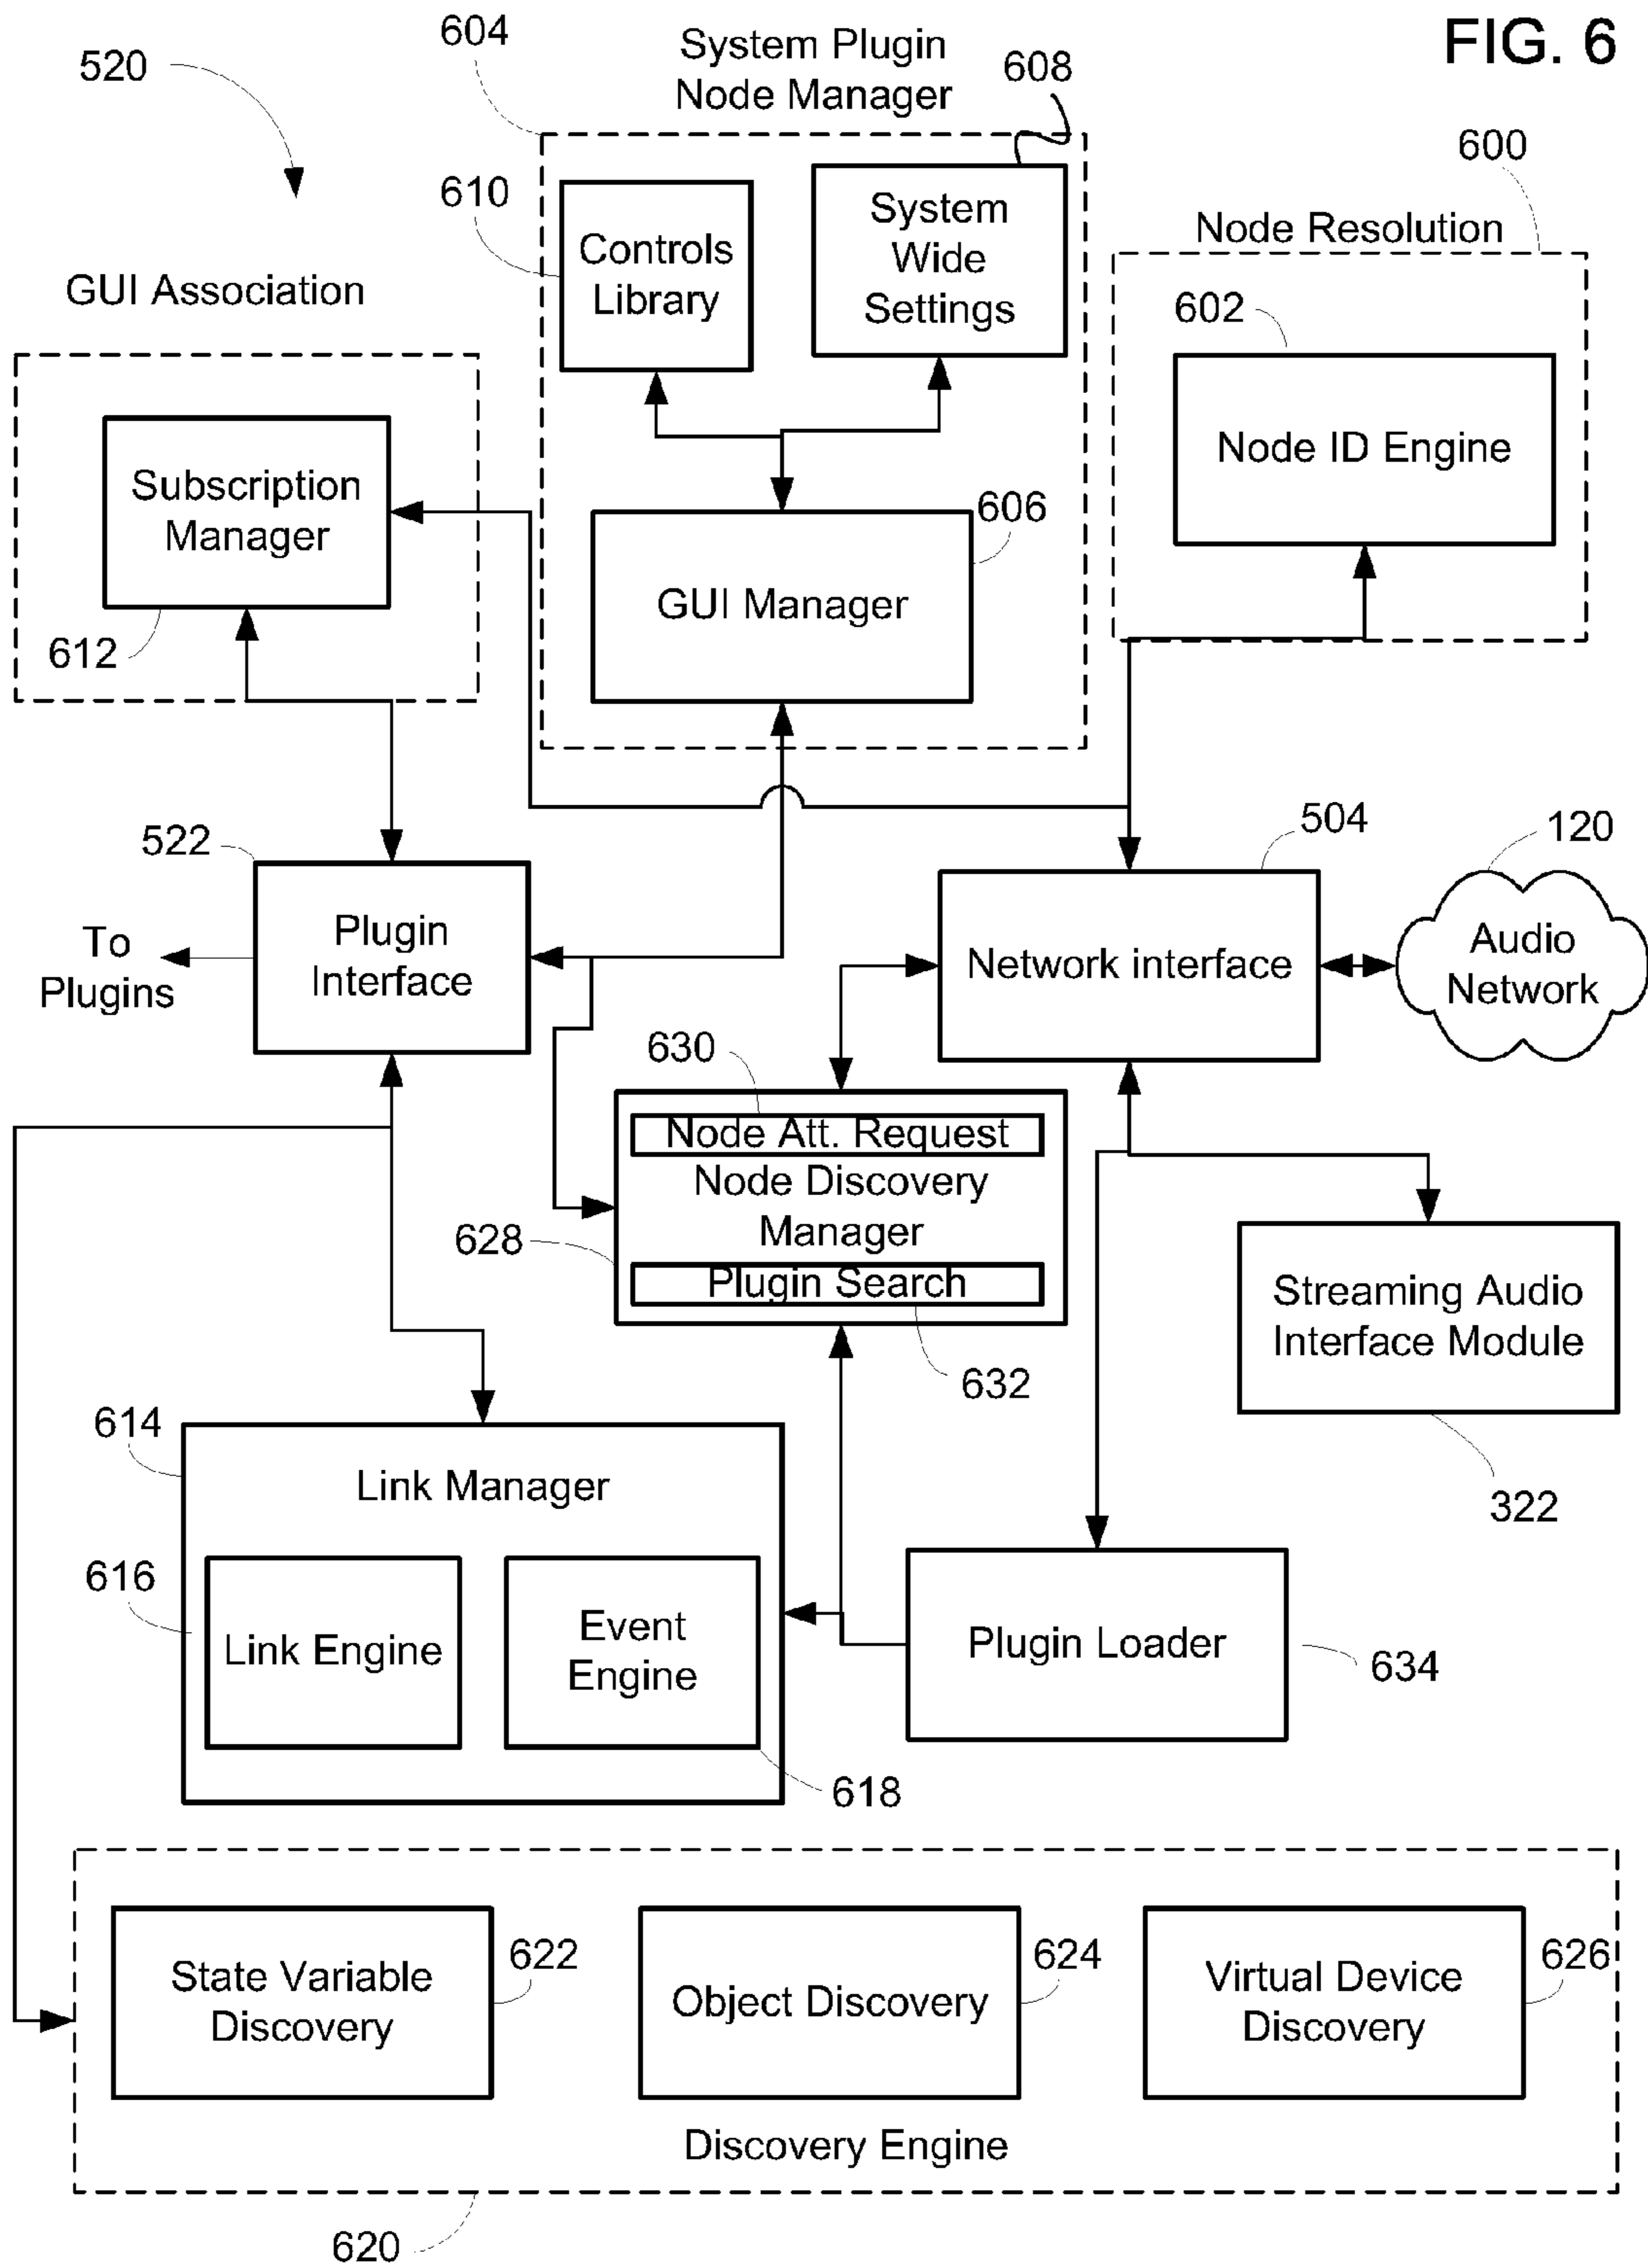 FIG. 6
520
604
System Plugin
Node Manager
608
600
610
Controls
Library
System
Wide
Settings
Node Resolution
602
Node ID Engine
GUI Association
Subscription
Manager
612
606
GUI Manager
522
Plugin
Interface
To
Plugins
504
Network interface
120
Audio
Network
630
Node Att. Request
Node Discovery
Manager
628
Plugin Search
632
Streaming Audio
Interface Module
322
614
Link Manager
616
Link Engine
Event
Engine
618
Plugin Loader
634
State Variable
Discovery
622
Object Discovery
624
Virtual Device
Discovery
626
Discovery Engine
620